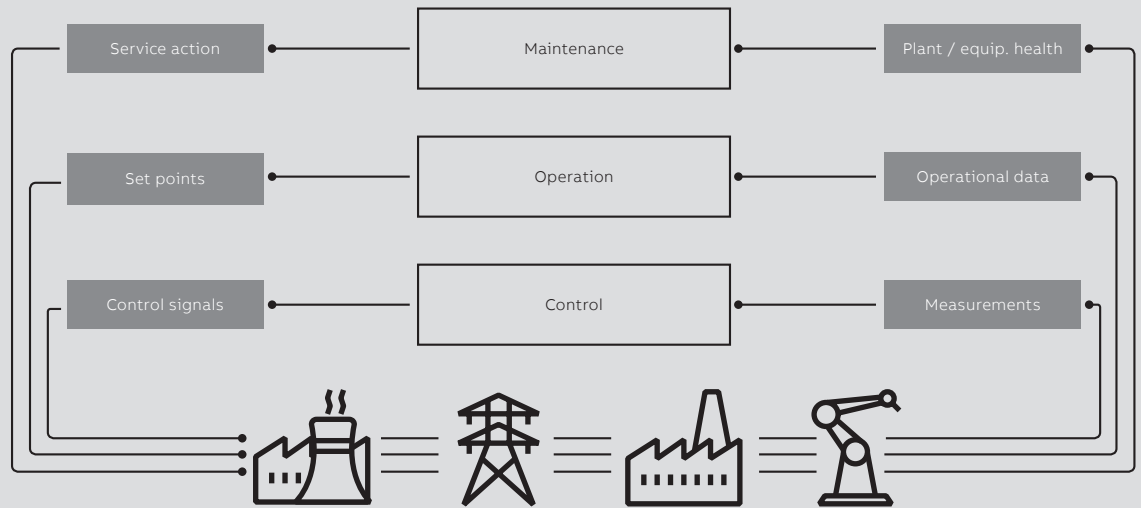 Service action
Maintenance
Plant / equip. health
Set points
Operation
Operational data
Control signals
Control
Measurements